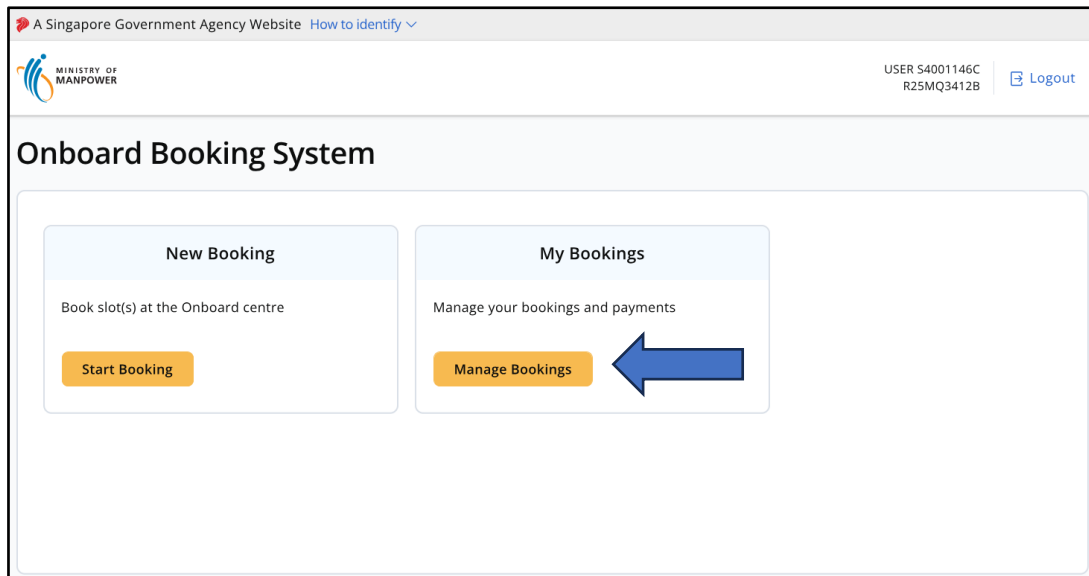 A Singapore Government Agency Website How to identify
MINISTRY OF
MANPOWER
USER S4001146C
R25MQ3412B
Logout
Onboard Booking System
New Booking
Book slot(s) at the Onboard centre
Start Booking
My Bookings
Manage your bookings and payments
Manage Bookings